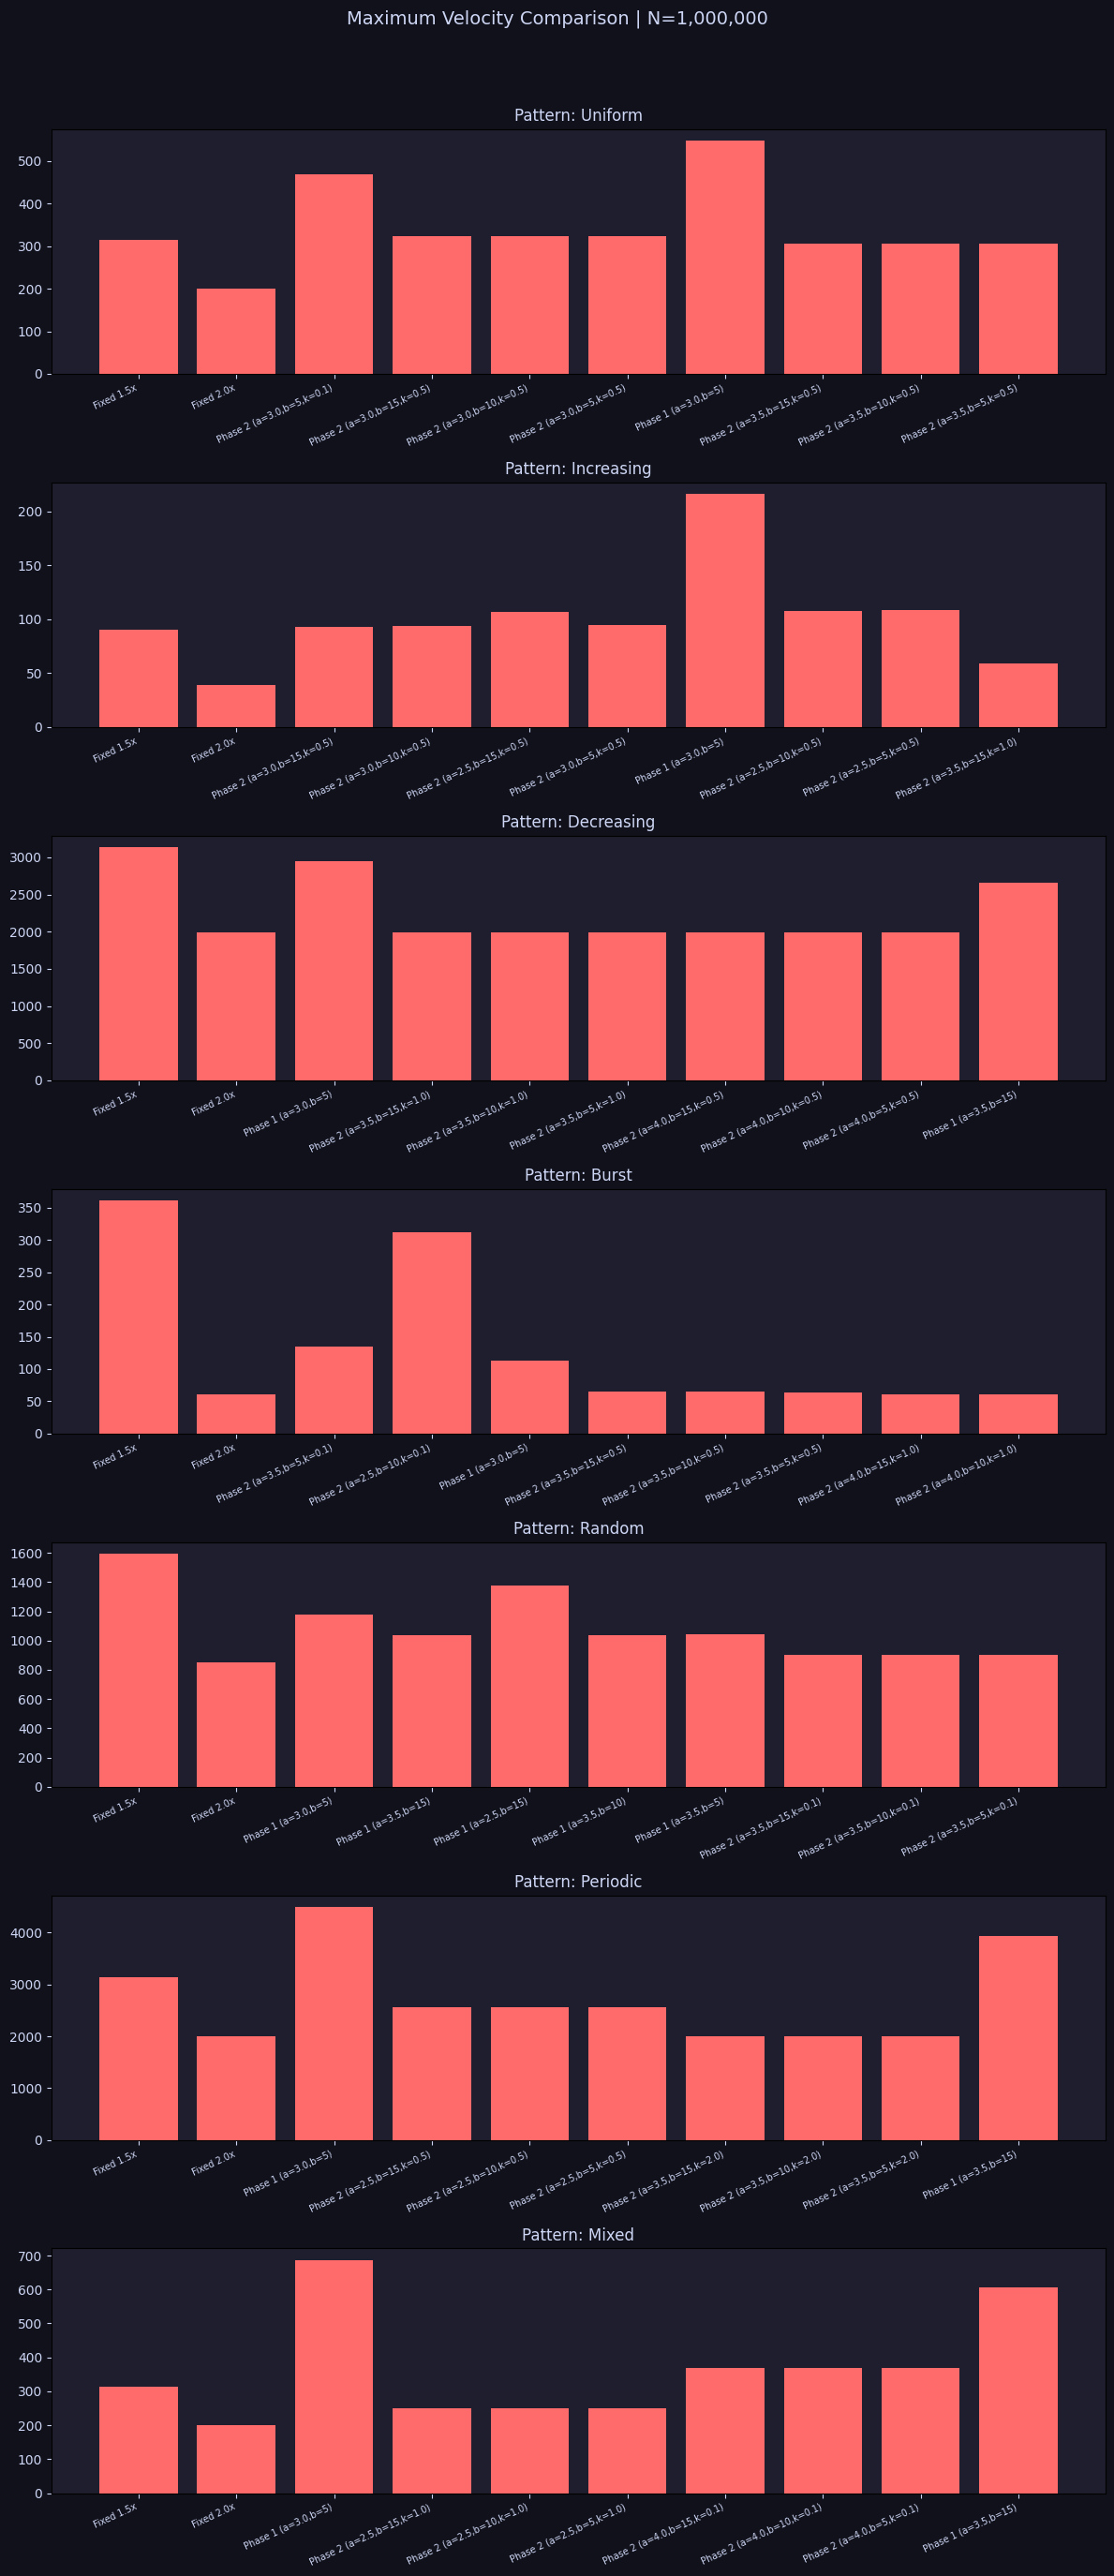 Maximum Velocity Comparison | N=1,000,000
Pattern: Uniform
500
400
300
200
100
0
Fixed 1.5x
Fixed 2.0x
Phase 2 (a=3.0,b=5,k=0.1)
Phase 2 (a=3.0,b=15,k=0.5)
Phase 2 (a=3.0,b=10,k=0.5)
Phase 2 (a=3.0,b=5,k=0.5)
Phase 1 (a=3.0,b=5)
Phase 2 (a=3.5,b=15,k=0.5)
Phase 2 (a=3.5,b=10,k=0.5)
Phase 2 (a=3.5,b=5,k=0.5)
Pattern: Increasing
200
150
100
50
0
Fixed 1.5x
Fixed 2.0x
Phase 2 (a=3.0,b=15,k=0.5)
Phase 2 (a=3.0,b=10,k=0.5)
Phase 2 (a=2.5,b=15,k=0.5)
Phase 2 (a=3.0,b=5,k=0.5)
Phase 1 (a=3.0,b=5)
Phase 2 (a=2.5,b=10,k=0.5)
Phase 2 (a=2.5,b=5,k=0.5)
Phase 2 (a=3.5,b=15,k=1.0)
Pattern: Decreasing
3000
2500
2000
1500
1000
500
0
Fixed 1.5x
Fixed 2.0x
Phase 1 (a=3.0,b=5)
Phase 2 (a=3.5,b=15,k=1.0)
Phase 2 (a=3.5,b=10,k=1.0)
Phase 2 (a=3.5,b=5,k=1.0)
Phase 2 (a=4.0,b=15,k=0.5)
Phase 2 (a=4.0,b=10,k=0.5)
Phase 2 (a=4.0,b=5,k=0.5)
Phase 1 (a=3.5,b=15)
Pattern: Burst
350
300
250
200
150
100
50
0
Fixed 1.5x
Fixed 2.0x
Phase 2 (a=3.5,b=5,k=0.1)
Phase 2 (a=2.5,b=10,k=0.1)
Phase 1 (a=3.0,b=5)
Phase 2 (a=3.5,b=15,k=0.5)
Phase 2 (a=3.5,b=10,k=0.5)
Phase 2 (a=3.5,b=5,k=0.5)
Phase 2 (a=4.0,b=15,k=1.0)
Phase 2 (a=4.0,b=10,k=1.0)
Pattern: Random
1600
1400
1200
1000
800
600
400
200
0
Fixed 1.5x
Fixed 2.0x
Phase 1 (a=3.0,b=5)
Phase 1 (a=3.5,b=15)
Phase 1 (a=2.5,b=15)
Phase 1 (a=3.5,b=10)
Phase 1 (a=3.5,b=5)
Phase 2 (a=3.5,b=15,k=0.1)
Phase 2 (a=3.5,b=10,k=0.1)
Phase 2 (a=3.5,b=5,k=0.1)
Pattern: Periodic
4000
3000
2000
1000
0
Fixed 1.5x
Fixed 2.0x
Phase 1 (a=3.0,b=5)
Phase 2 (a=2.5,b=15,k=0.5)
Phase 2 (a=2.5,b=10,k=0.5)
Phase 2 (a=2.5,b=5,k=0.5)
Phase 2 (a=3.5,b=15,k=2.0)
Phase 2 (a=3.5,b=10,k=2.0)
Phase 2 (a=3.5,b=5,k=2.0)
Phase 1 (a=3.5,b=15)
Pattern: Mixed
700
600
500
400
300
200
100
0
Fixed 1.5x
Fixed 2.0x
Phase 1 (a=3.0,b=5)
Phase 2 (a=2.5,b=15,k=1.0)
Phase 2 (a=2.5,b=10,k=1.0)
Phase 2 (a=2.5,b=5,k=1.0)
Phase 2 (a=4.0,b=15,k=0.1)
Phase 2 (a=4.0,b=10,k=0.1)
Phase 2 (a=4.0,b=5,k=0.1)
Phase 1 (a=3.5,b=15)